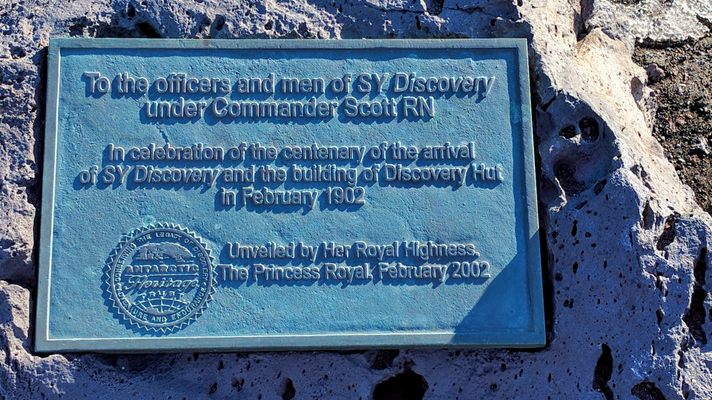 To the officers and men of SY Discovery
under Commander Scott RN
In celebration of the centenary of the arrival
of SY Discovery and the building of Discovery Hut
in February 1902
Unveiled by Her Royal Highness,
The Princess Royal, February 2002
ANTARCTIC
Heritage
TRUST